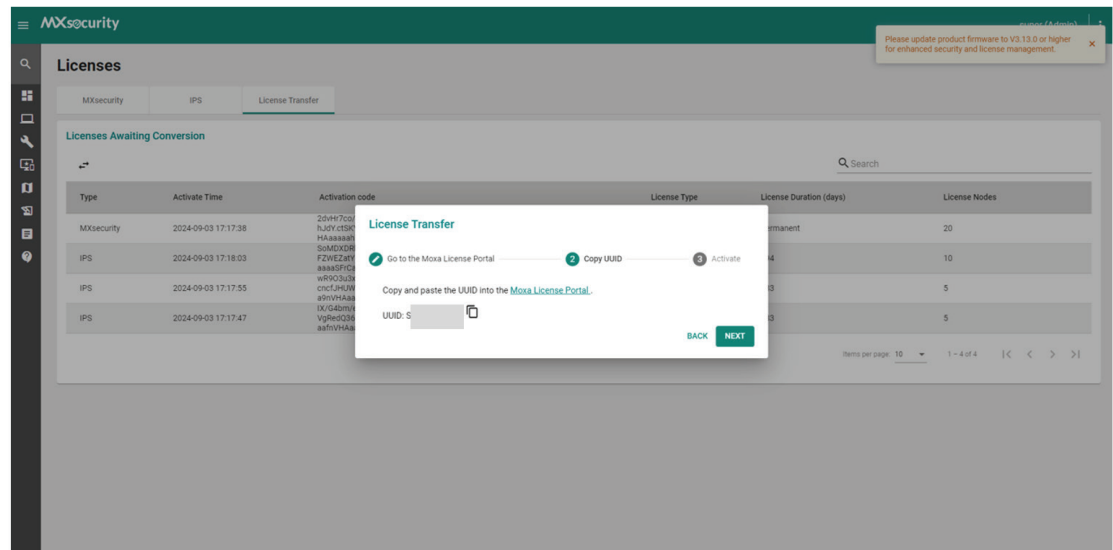 MXsecurity
super (Admin)
Please update product firmware to V3.13.0 or higher
for enhanced security and license management.
Licenses
MXsecurity IPS License Transfer
Licenses Awaiting Conversion
Search
Type Activate Time Activation code License Type License Duration (days) License Nodes
MXsecurity 2024-09-03 17:17:38 20
IPS 2024-09-03 17:18:03 10
IPS 2024-09-03 17:17:55 5
IPS 2024-09-03 17:17:47 5
License Transfer
Go to the Moxa License Portal 2 Copy UUID 3 Activate
Copy and paste the UUID into the Moxa License Portal .
UUID: S
BACK NEXT
Items per page: 10 1 – 4 of 4